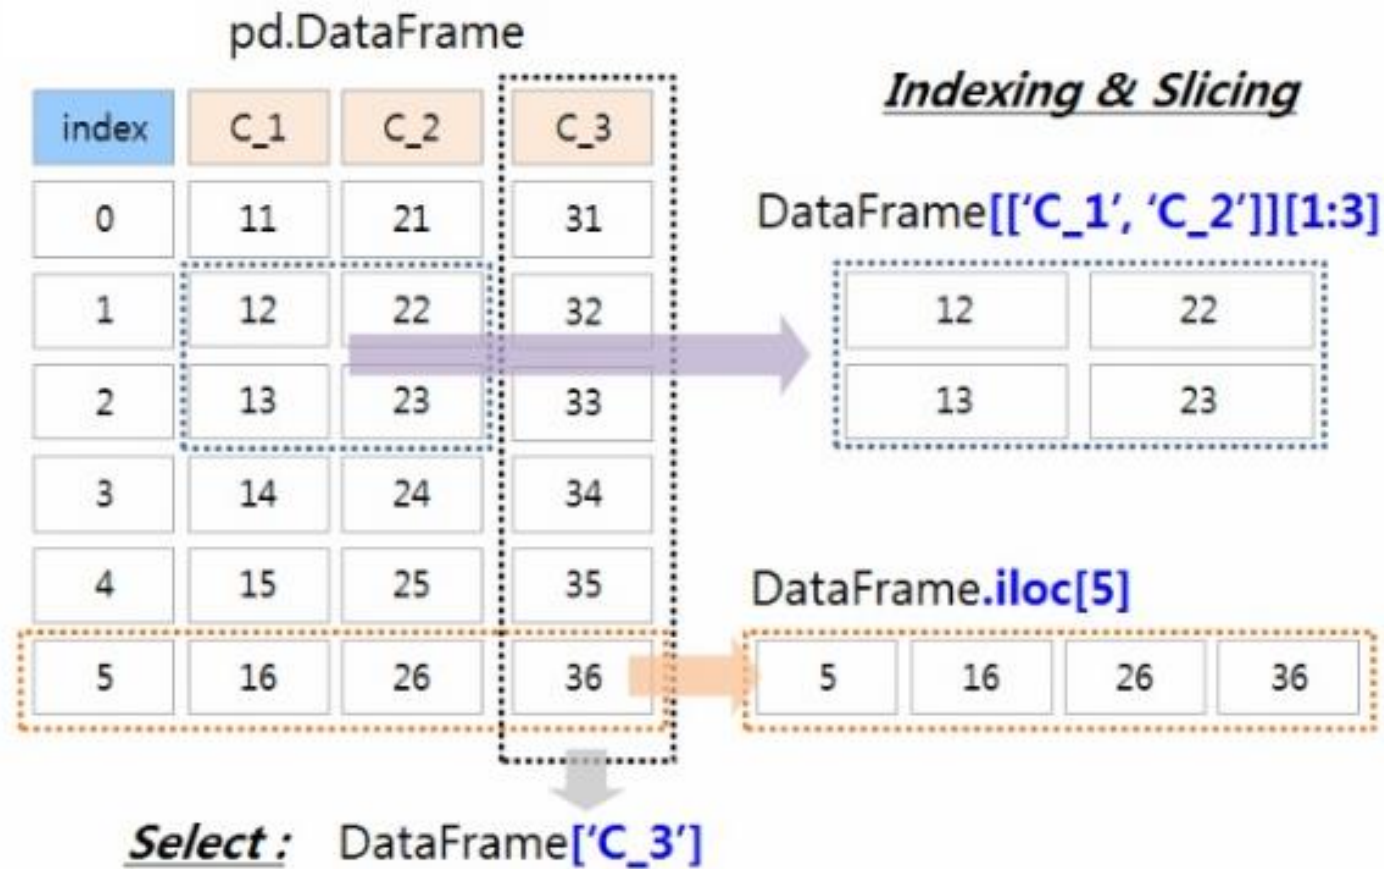 pd.DataFrame
Indexing & Slicing
index C_1 C_2 C_3
0 11 21 31
1 12 22 32
2 13 23 33
3 14 24 34
4 15 25 35
5 16 26 36
DataFrame[['C_1', 'C_2']][1:3]
12 22
13 23
DataFrame.iloc[5]
5 16 26 36
Select : DataFrame['C_3']